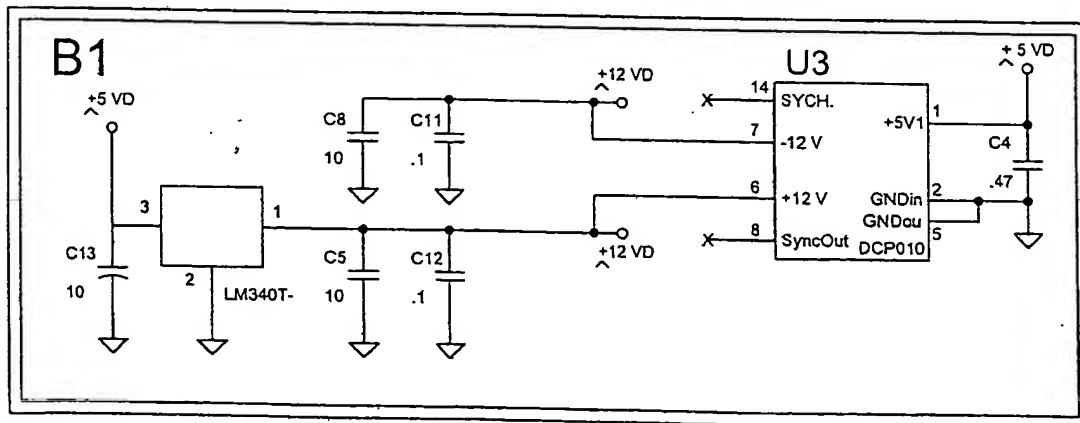 B1
+5 VD
^
3
1
2
C13
10
LM340T-
C8
10
C11
.1
+12 VD
^
C5
10
C12
.1
+12 VD
^
U3
14
SYCH.
7
-12 V
6
+12 V
8
SyncOut
+5V1
1
GNDin
2
GNDou
5
DCP010
+ 5 VD
^
C4
.47